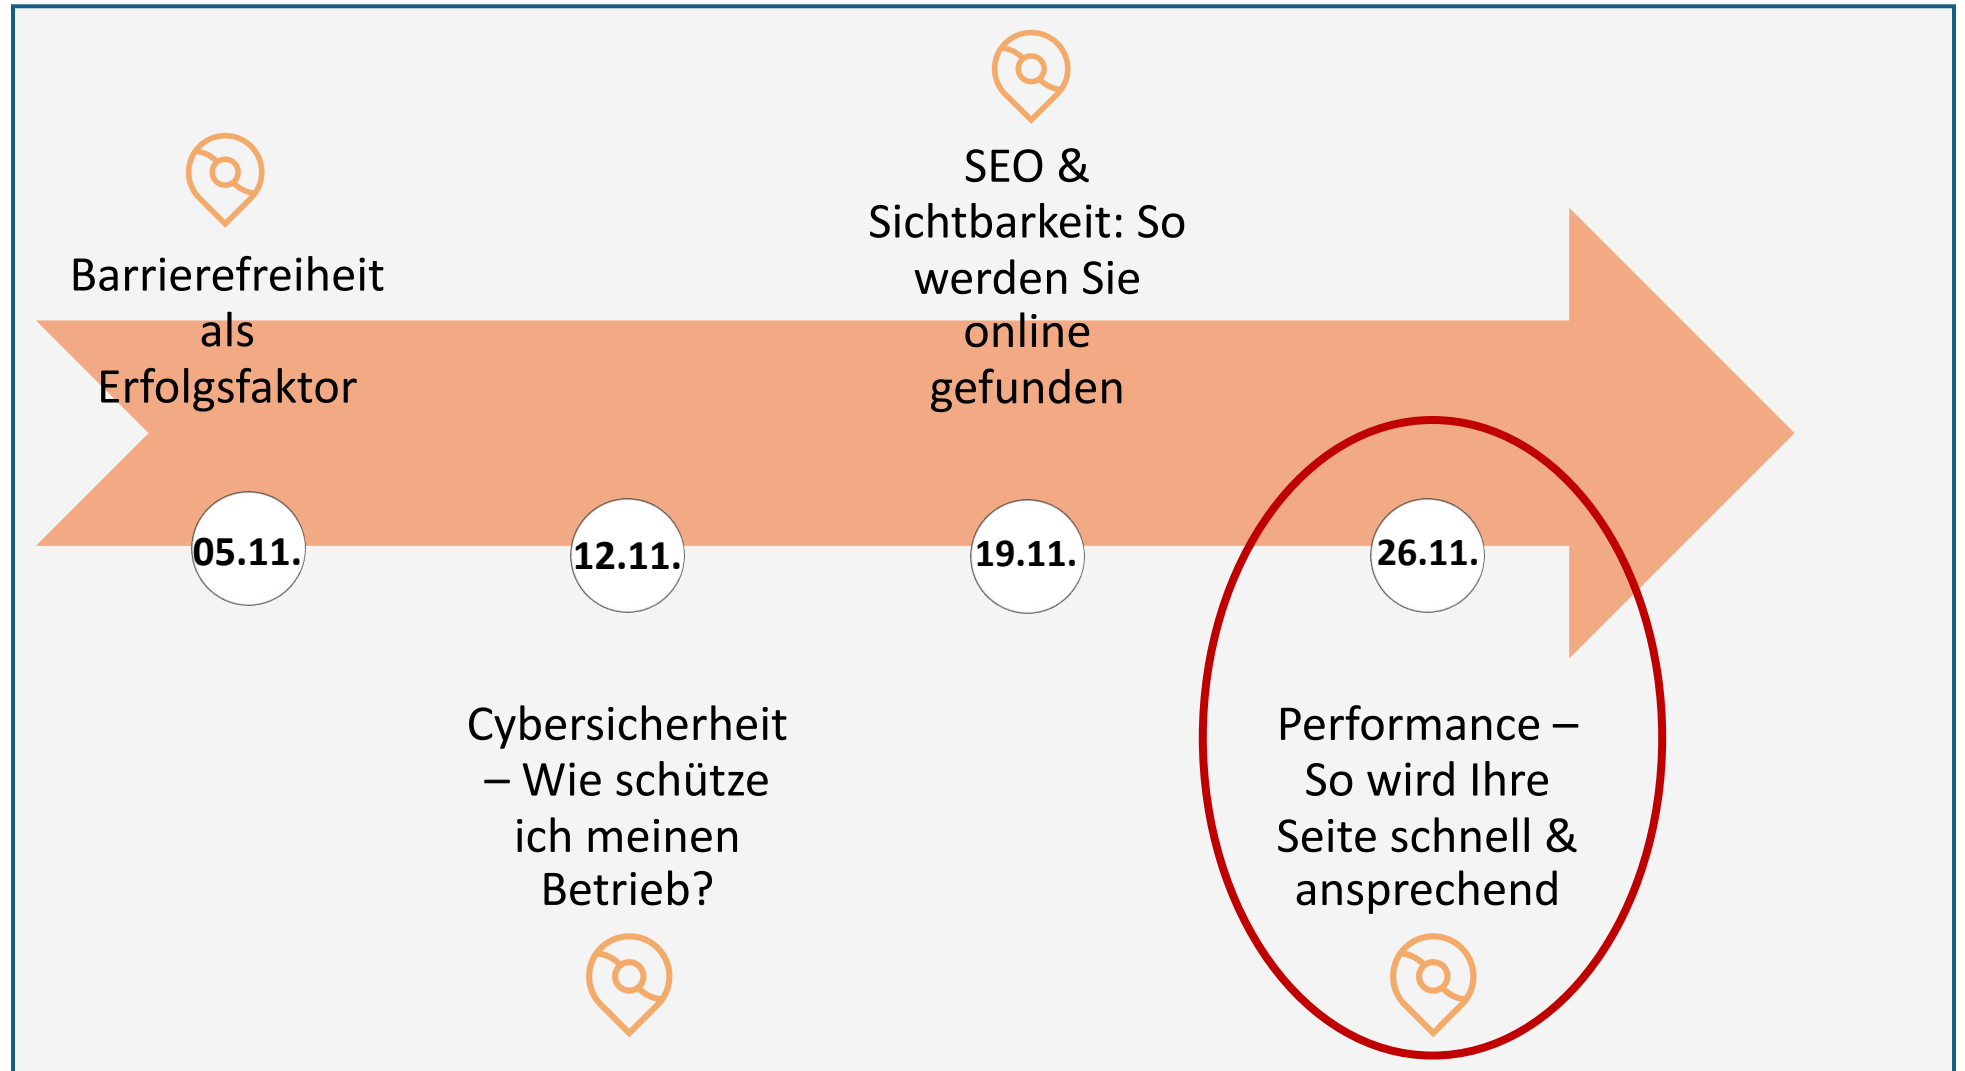 Barrierefreiheit
als
Erfolgsfaktor
05.11.
Cybersicherheit
– Wie schütze
ich meinen
Betrieb?
12.11.
SEO &
Sichtbarkeit: So
werden Sie
online
gefunden
19.11.
26.11.
Performance –
So wird Ihre
Seite schnell &
ansprechend